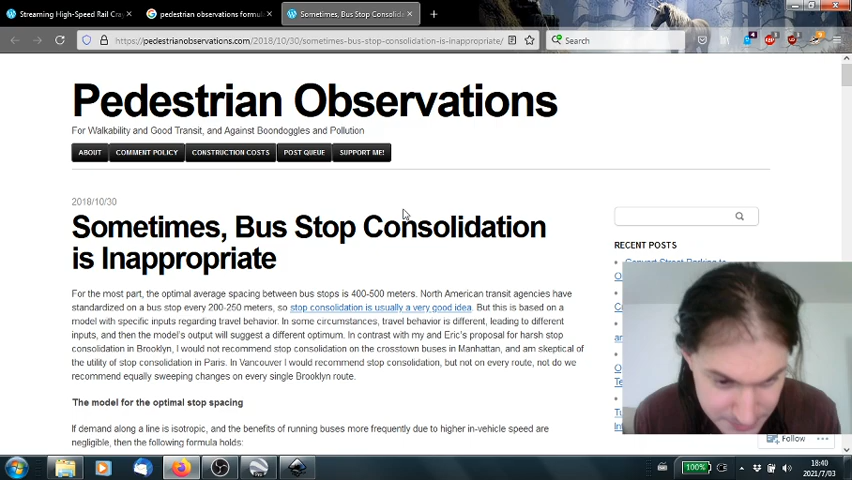 Streaming High-Speed Rail Cray
pedestrian observations formula
Sometimes, Bus Stop Consolida
https://pedestrianobservations.com/2018/10/30/sometimes-bus-stop-consolidation-is-inappropriate/
Search
Pedestrian Observations
For Walkability and Good Transit, and Against Boondoggles and Pollution
ABOUT
COMMENT POLICY
CONSTRUCTION COSTS
POST QUEUE
SUPPORT ME!
2018/10/30
Sometimes, Bus Stop Consolidation
is Inappropriate
For the most part, the optimal average spacing between bus stops is 400-500 meters. North American transit agencies have
standardized on a bus stop every 200-250 meters, so stop consolidation is usually a very good idea. But this is based on a
model with specific inputs regarding travel behavior. In some circumstances, travel behavior is different, leading to different
inputs, and then the model's output will suggest a different optimum. In contrast with my and Eric's proposal for harsh stop
consolidation in Brooklyn, I would not recommend stop consolidation on the crosstown buses in Manhattan, and am skeptical of
the utility of stop consolidation in Paris. In Vancouver I would recommend stop consolidation, but not on every route, not do we
recommend equally sweeping changes on every single Brooklyn route.
The model for the optimal stop spacing
If demand along a line is isotropic, and the benefits of running buses more frequently due to higher in-vehicle speed are
negligible, then the following formula holds:
RECENT POSTS
Convert Street Parking to
Follow
100%
18:40
2021/7/03